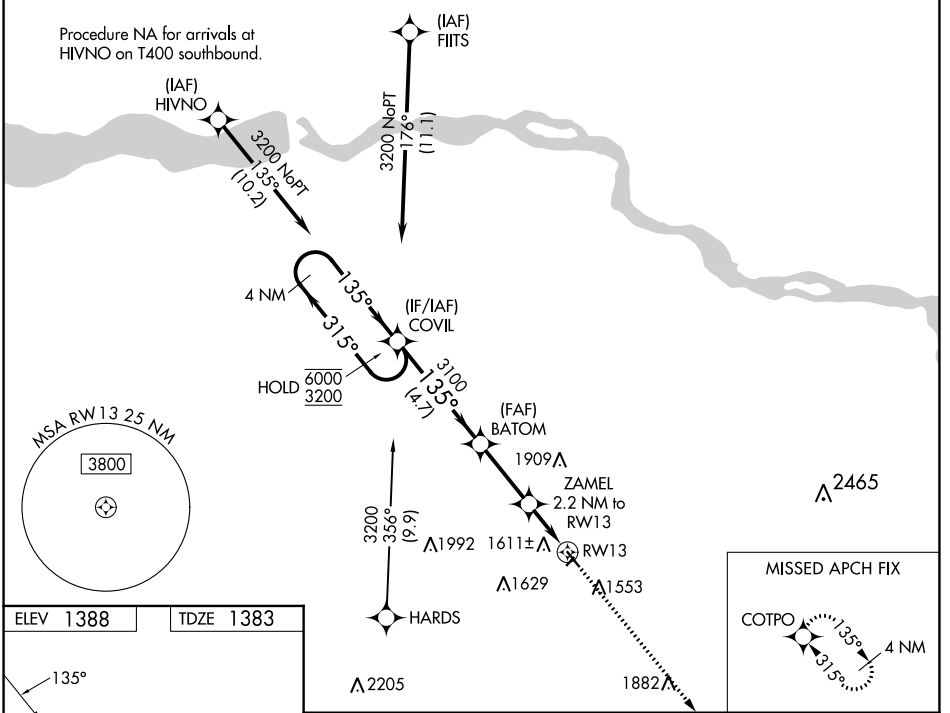 Procedure NA for arrivals at
HIVNO on T400 southbound.
(IAF)
FIITS
(IAF)
HIVNO
3200 NoPT
176°
(11.1)
3200 NoPT
135°
(10.2)
4 NM
135°
315°
(IF/IAF)
COVIL
HOLD 6000
3200
3100
135°
(4.7)
(FAF)
BATOM
MSA RW13 25 NM
3800
1909
ZAMEL
2.2 NM to
RW13
2465
3200
356°
(9.9)
1992
1611±
RW13
1629
1553
HARDS
MISSED APCH FIX
COTPO
135°
315°
4 NM
ELEV 1388
TDZE 1383
135°
2205
1882